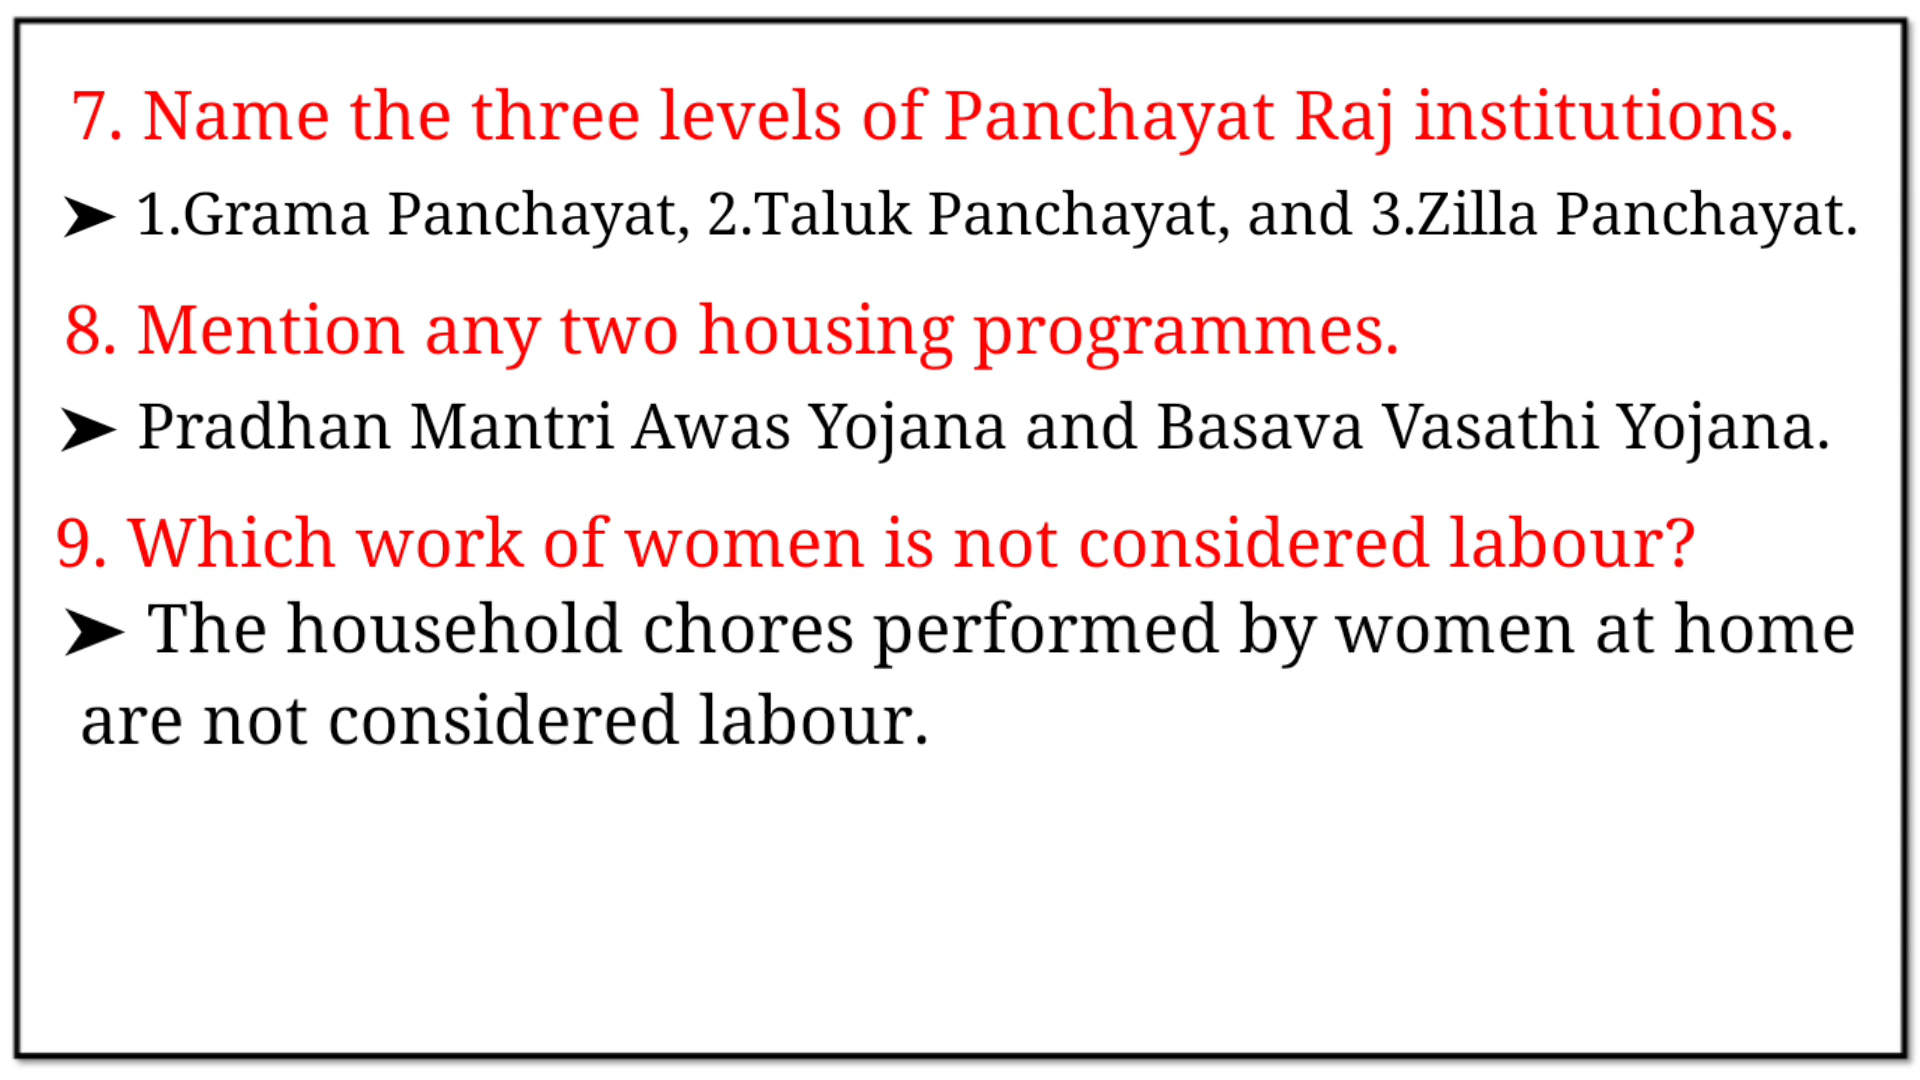 7. Name the three levels of Panchayat Raj institutions.
➤ 1.Grama Panchayat, 2.Taluk Panchayat, and 3.Zilla Panchayat.
8. Mention any two housing programmes.
➤ Pradhan Mantri Awas Yojana and Basava Vasathi Yojana.
9. Which work of women is not considered labour?
➤ The household chores performed by women at home
are not considered labour.